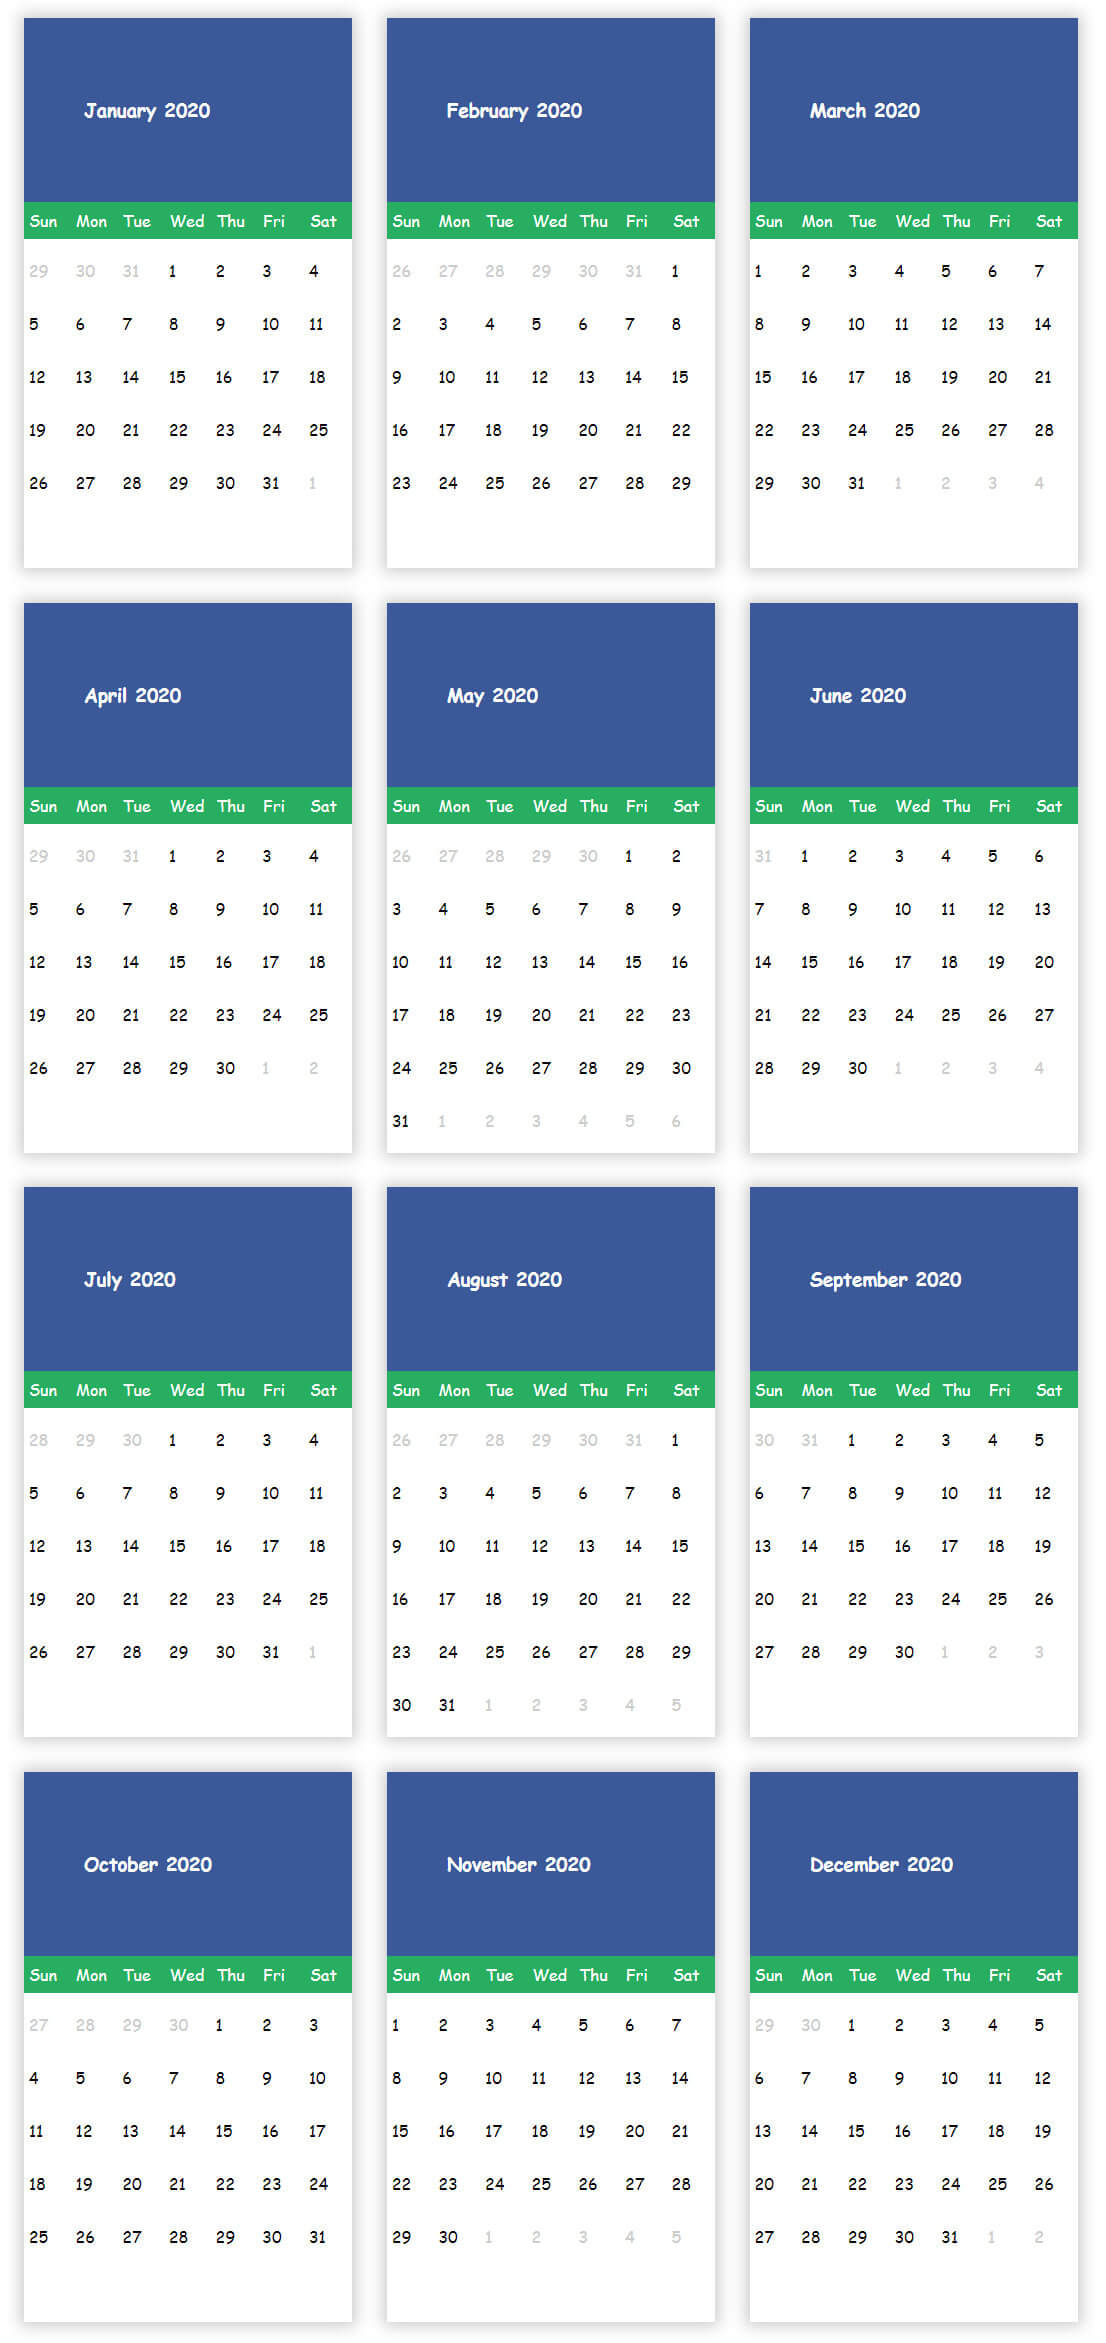 January 2020
Sun Mon Tue Wed Thu Fri Sat
29 30 31 1 2 3 4
5 6 7 8 9 10 11
12 13 14 15 16 17 18
19 20 21 22 23 24 25
26 27 28 29 30 31 1
February 2020
Sun Mon Tue Wed Thu Fri Sat
26 27 28 29 30 31 1
2 3 4 5 6 7 8
9 10 11 12 13 14 15
16 17 18 19 20 21 22
23 24 25 26 27 28 29
March 2020
Sun Mon Tue Wed Thu Fri Sat
1 2 3 4 5 6 7
8 9 10 11 12 13 14
15 16 17 18 19 20 21
22 23 24 25 26 27 28
29 30 31 1 2 3 4
April 2020
Sun Mon Tue Wed Thu Fri Sat
29 30 31 1 2 3 4
5 6 7 8 9 10 11
12 13 14 15 16 17 18
19 20 21 22 23 24 25
26 27 28 29 30 1 2
May 2020
Sun Mon Tue Wed Thu Fri Sat
26 27 28 29 30 1 2
3 4 5 6 7 8 9
10 11 12 13 14 15 16
17 18 19 20 21 22 23
24 25 26 27 28 29 30
31 1 2 3 4 5 6
June 2020
Sun Mon Tue Wed Thu Fri Sat
31 1 2 3 4 5 6
7 8 9 10 11 12 13
14 15 16 17 18 19 20
21 22 23 24 25 26 27
28 29 30 1 2 3 4
July 2020
Sun Mon Tue Wed Thu Fri Sat
28 29 30 1 2 3 4
5 6 7 8 9 10 11
12 13 14 15 16 17 18
19 20 21 22 23 24 25
26 27 28 29 30 31 1
August 2020
Sun Mon Tue Wed Thu Fri Sat
26 27 28 29 30 31 1
2 3 4 5 6 7 8
9 10 11 12 13 14 15
16 17 18 19 20 21 22
23 24 25 26 27 28 29
30 31 1 2 3 4 5
September 2020
Sun Mon Tue Wed Thu Fri Sat
30 31 1 2 3 4 5
6 7 8 9 10 11 12
13 14 15 16 17 18 19
20 21 22 23 24 25 26
27 28 29 30 1 2 3
October 2020
Sun Mon Tue Wed Thu Fri Sat
27 28 29 30 1 2 3
4 5 6 7 8 9 10
11 12 13 14 15 16 17
18 19 20 21 22 23 24
25 26 27 28 29 30 31
November 2020
Sun Mon Tue Wed Thu Fri Sat
1 2 3 4 5 6 7
8 9 10 11 12 13 14
15 16 17 18 19 20 21
22 23 24 25 26 27 28
29 30 1 2 3 4 5
December 2020
Sun Mon Tue Wed Thu Fri Sat
29 30 1 2 3 4 5
6 7 8 9 10 11 12
13 14 15 16 17 18 19
20 21 22 23 24 25 26
27 28 29 30 31 1 2